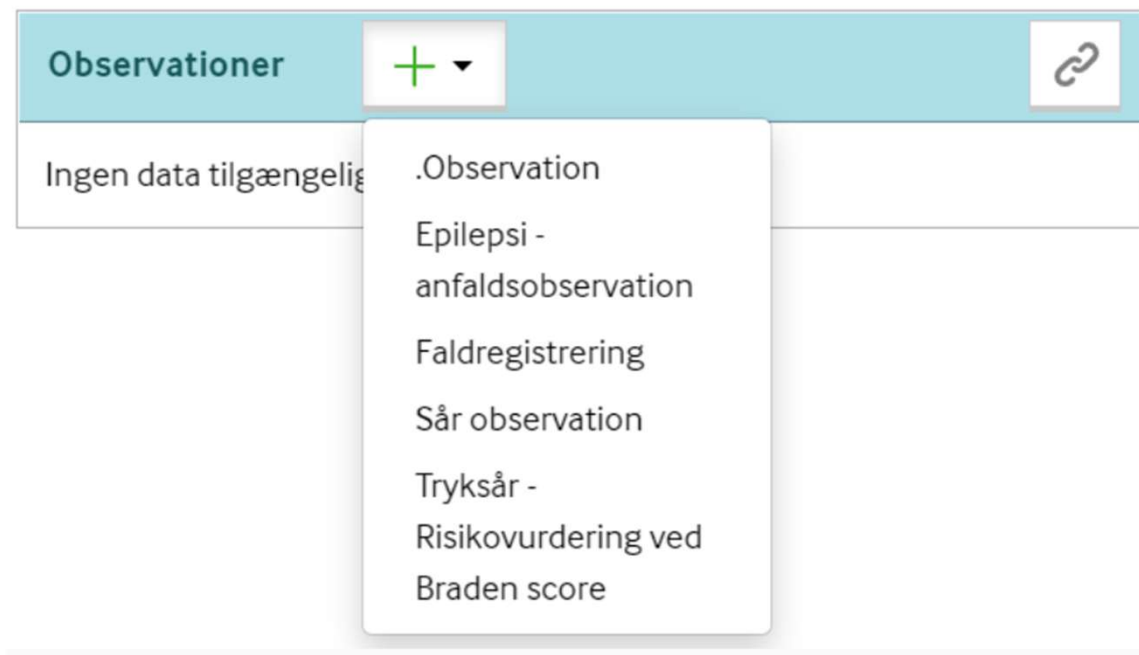 Observationer
Ingen data tilgængelig
.Observation
Epilepsi -
anfaldsobservation
Faldregistrering
Sår observation
Tryksår -
Risikovurdering ved
Braden score